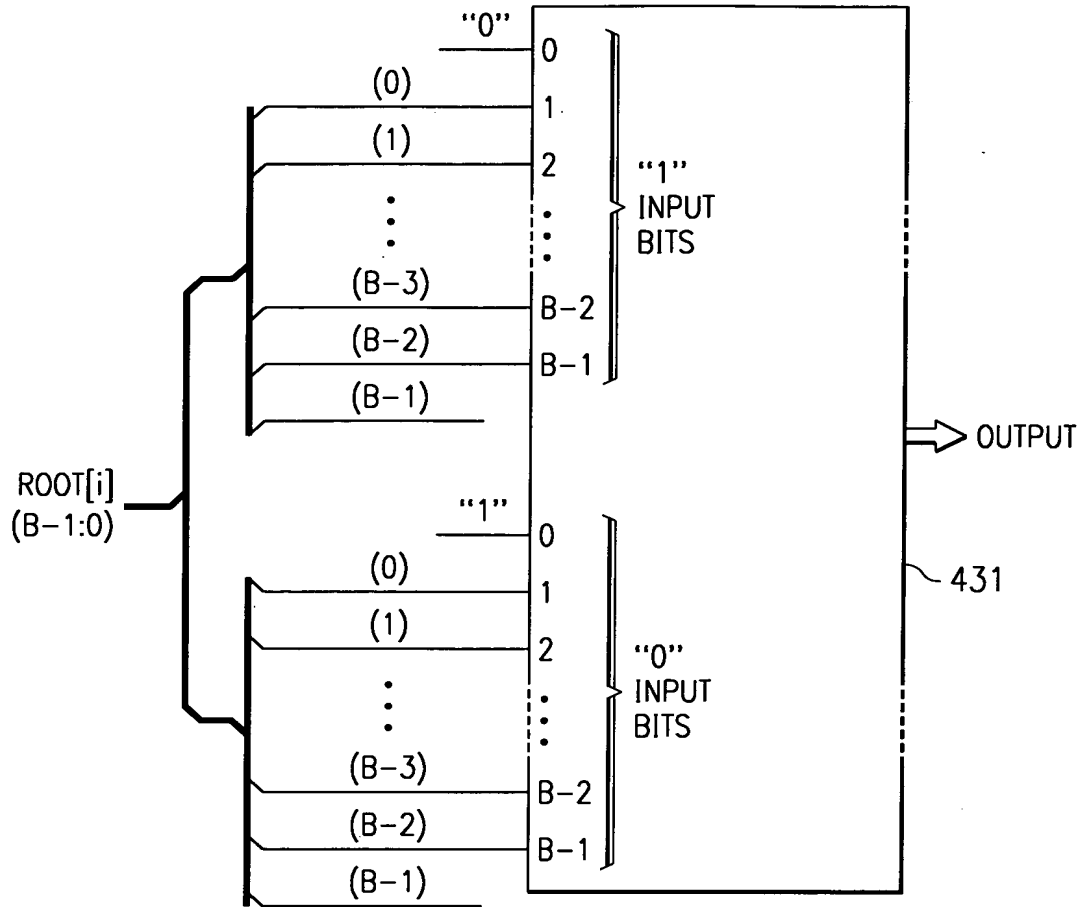 “0”
0
(0)
1
(1)
2
“1”
INPUT
BITS
(B-3)
B-2
(B-2)
B-1
(B-1)
OUTPUT
ROOT[i]
(B-1:0)
“1”
0
(0)
1
431
(1)
2
“0”
INPUT
BITS
(B-3)
B-2
(B-2)
B-1
(B-1)